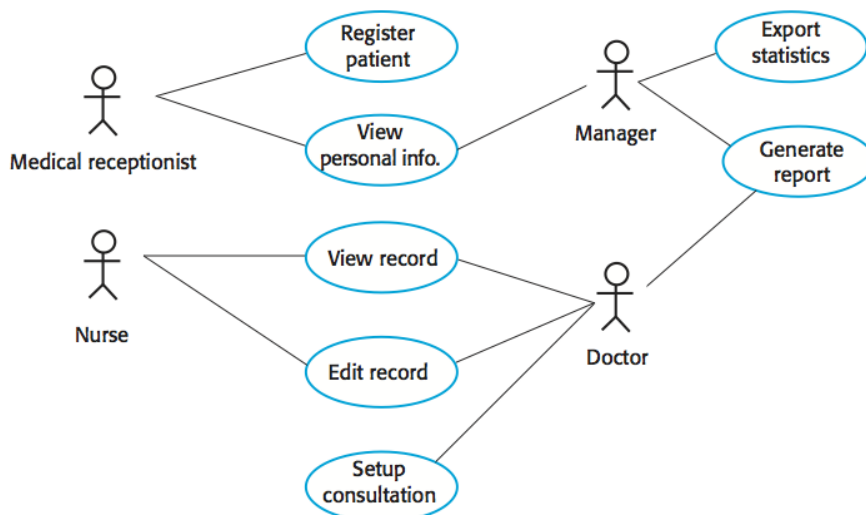 Register
patient
Export
statistics
Medical receptionist
View
personal info.
Manager
Generate
report
View record
Nurse
Edit record
Doctor
Setup
consultation